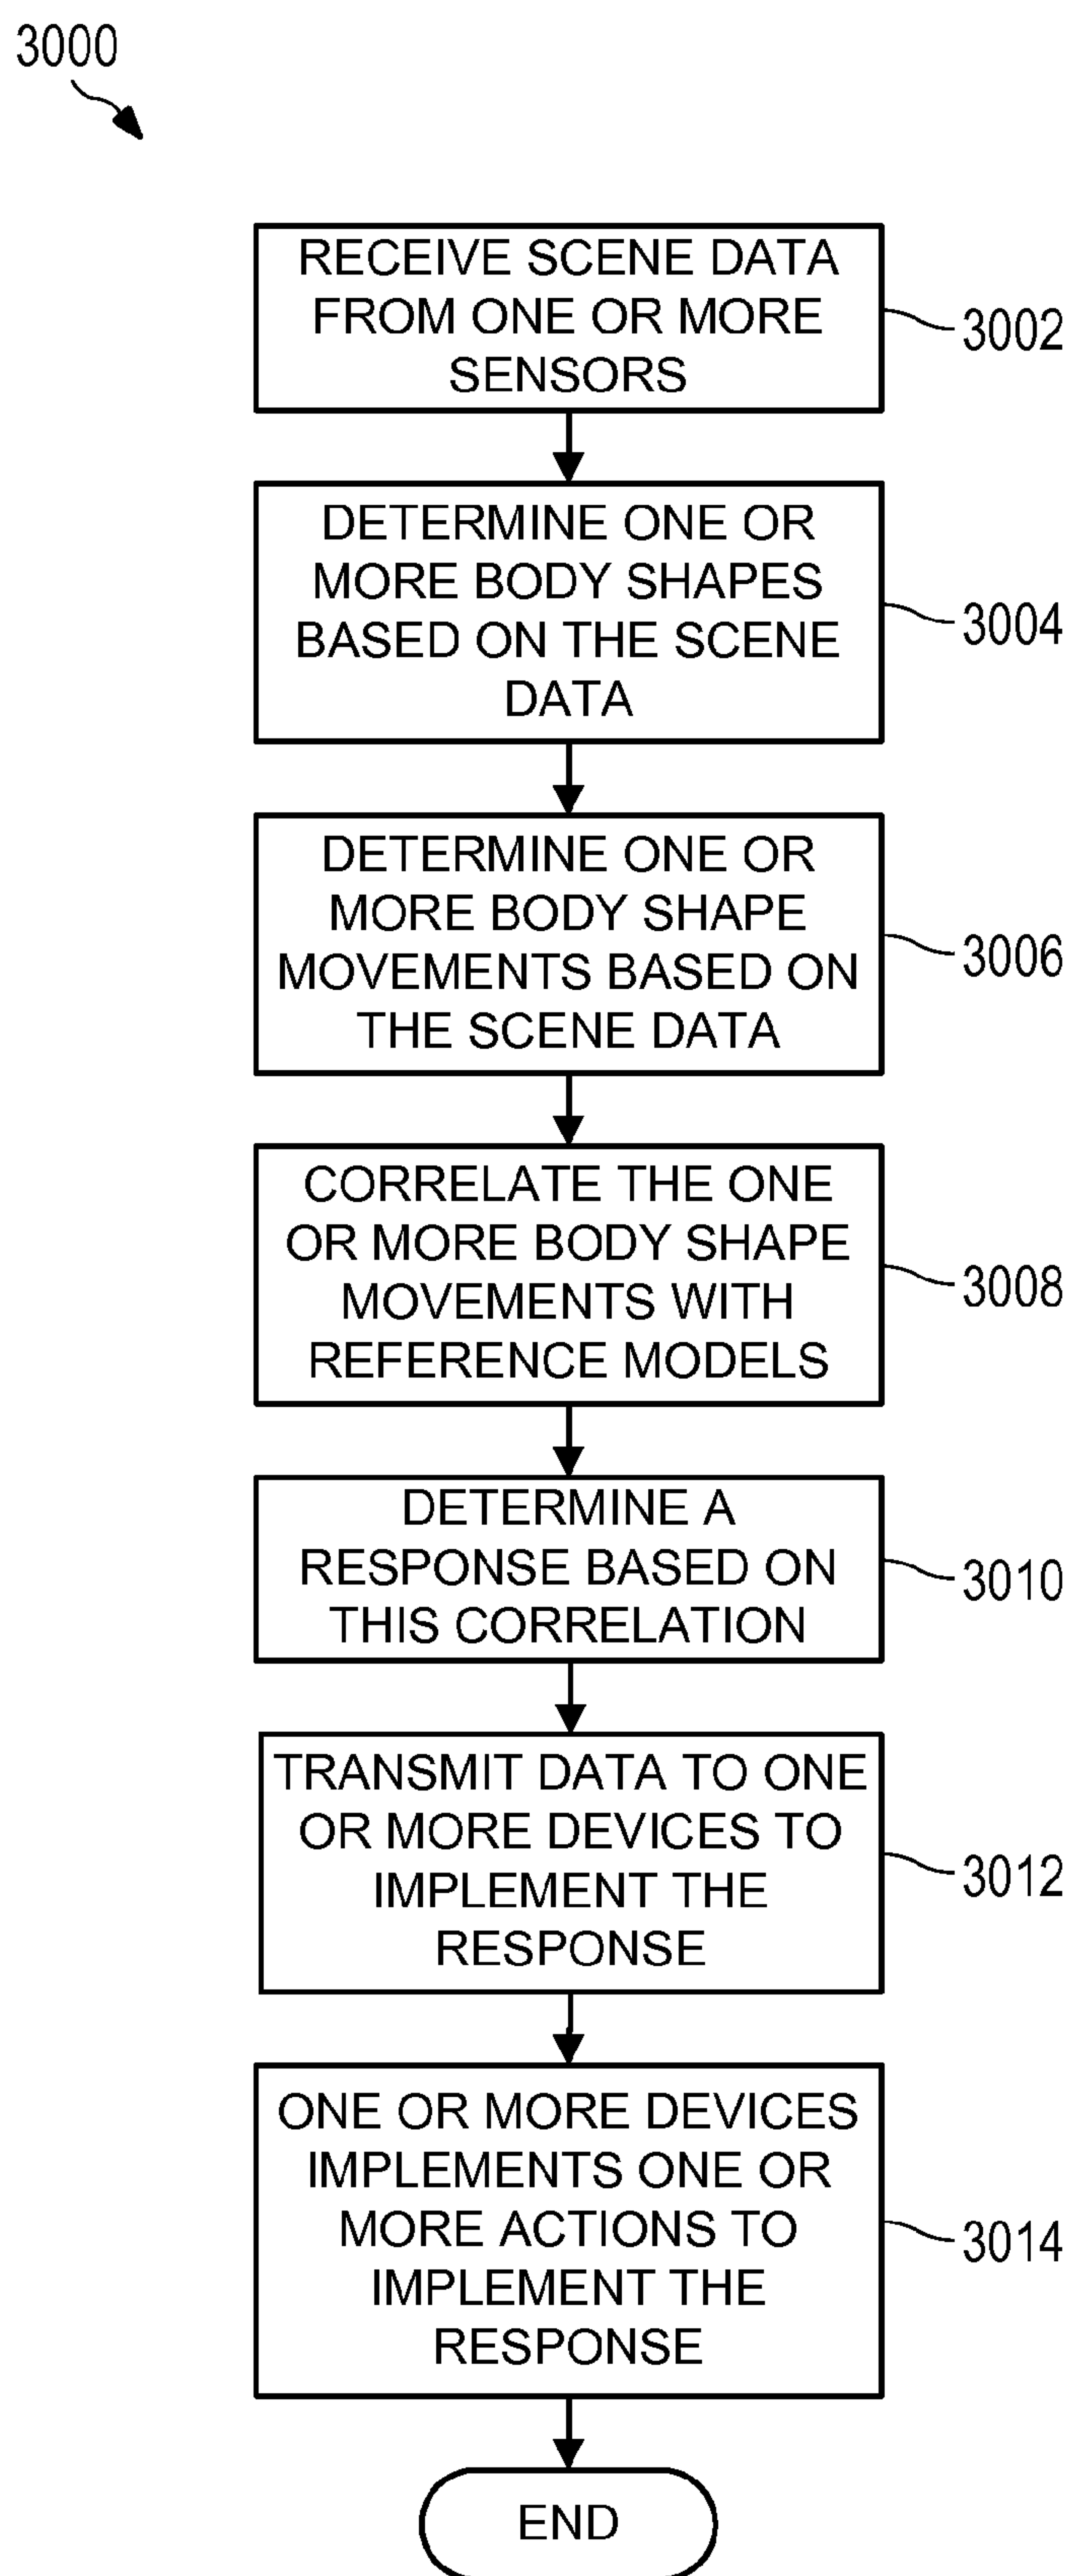 3000
RECEIVE SCENE DATA
FROM ONE OR MORE
SENSORS
3002
DETERMINE ONE OR
MORE BODY SHAPES
BASED ON THE SCENE
DATA
3004
DETERMINE ONE OR
MORE BODY SHAPE
MOVEMENTS BASED ON
THE SCENE DATA
3006
CORRELATE THE ONE
OR MORE BODY SHAPE
MOVEMENTS WITH
REFERENCE MODELS
3008
DETERMINE A
RESPONSE BASED ON
THIS CORRELATION
3010
TRANSMIT DATA TO ONE
OR MORE DEVICES TO
IMPLEMENT THE
RESPONSE
3012
ONE OR MORE DEVICES
IMPLEMENTS ONE OR
MORE ACTIONS TO
IMPLEMENT THE
RESPONSE
3014
END